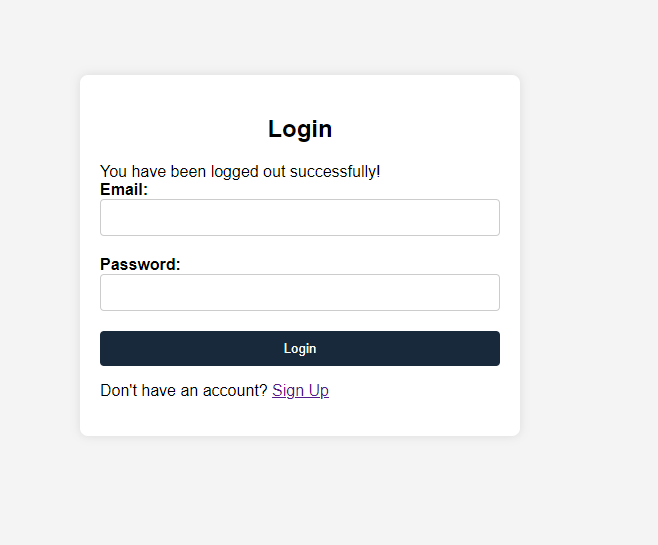 Login
You have been logged out successfully!
Email:
Password:
Login
Don't have an account? Sign Up